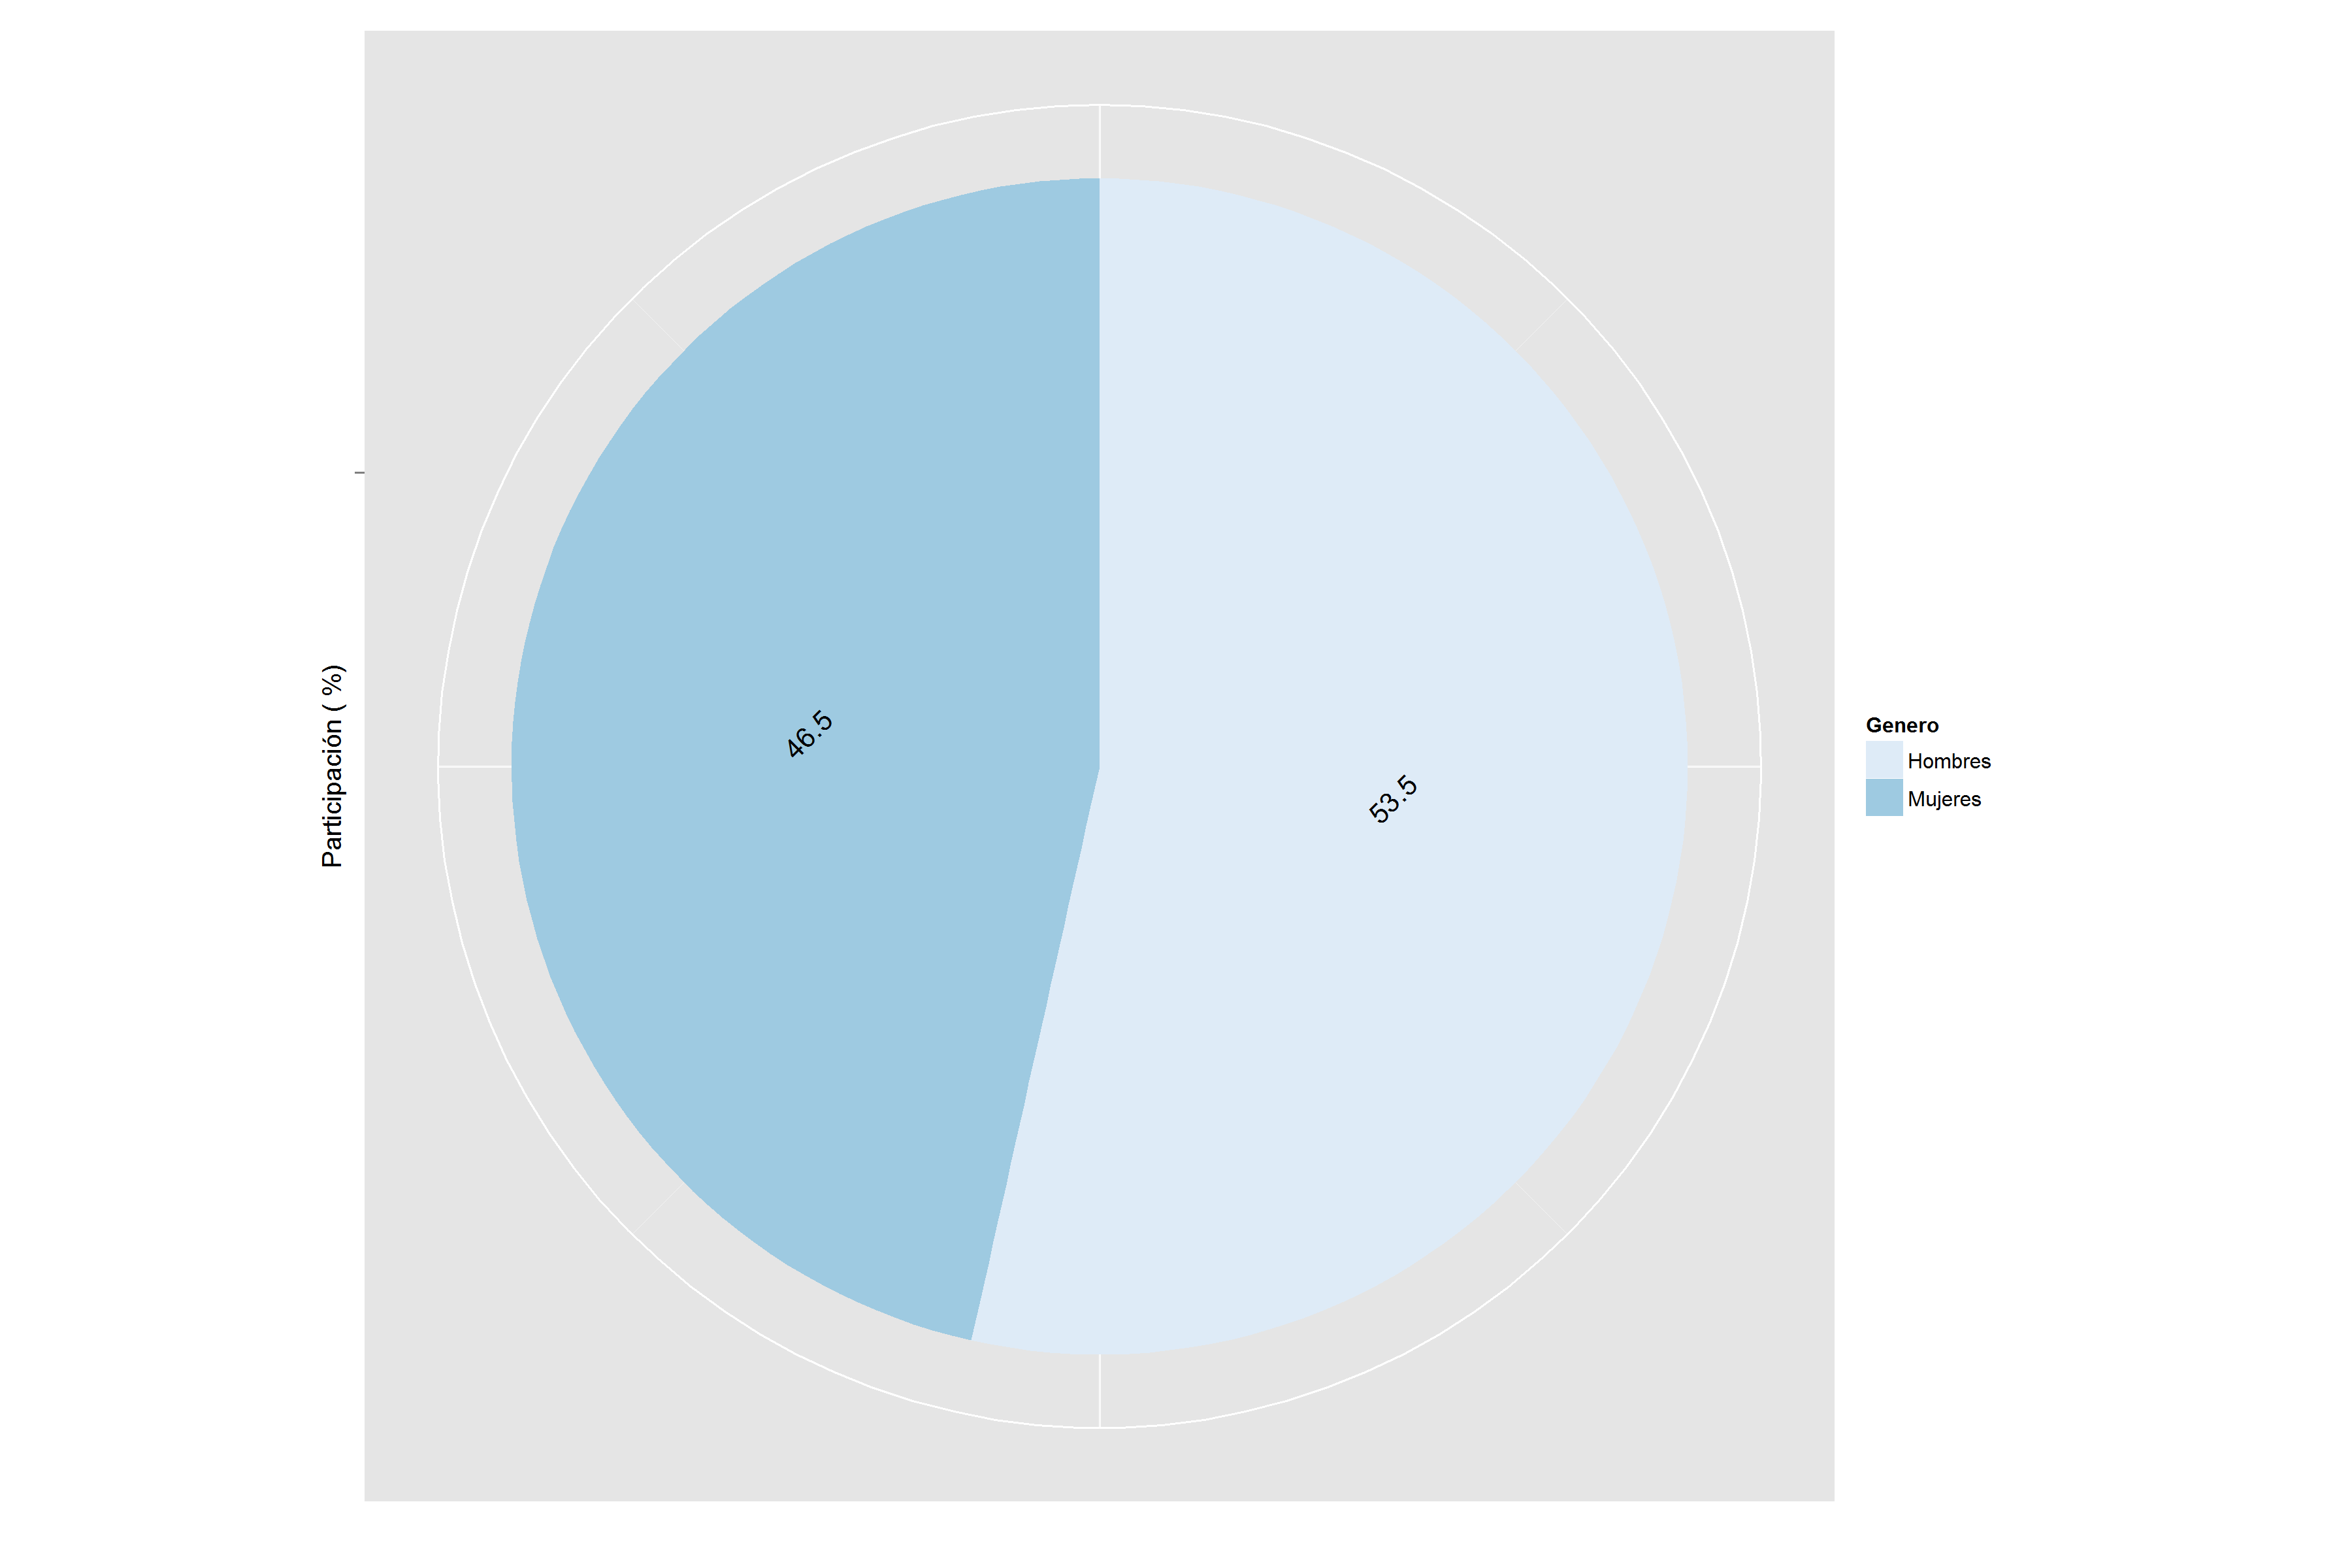 Participación ( %)
46.5
53.5
Genero
Hombres
Mujeres